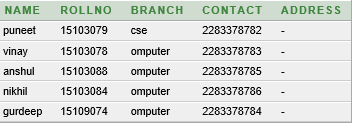 NAME ROLLNO BRANCH CONTACT ADDRESS
puneet 15103079 cse 2283378782 -
vinay 15103078 omputer 2283378783 -
anshul 15103088 omputer 2283378785 -
nikhil 15103084 omputer 2283378786 -
gurdeep 15109074 omputer 2283378784 -